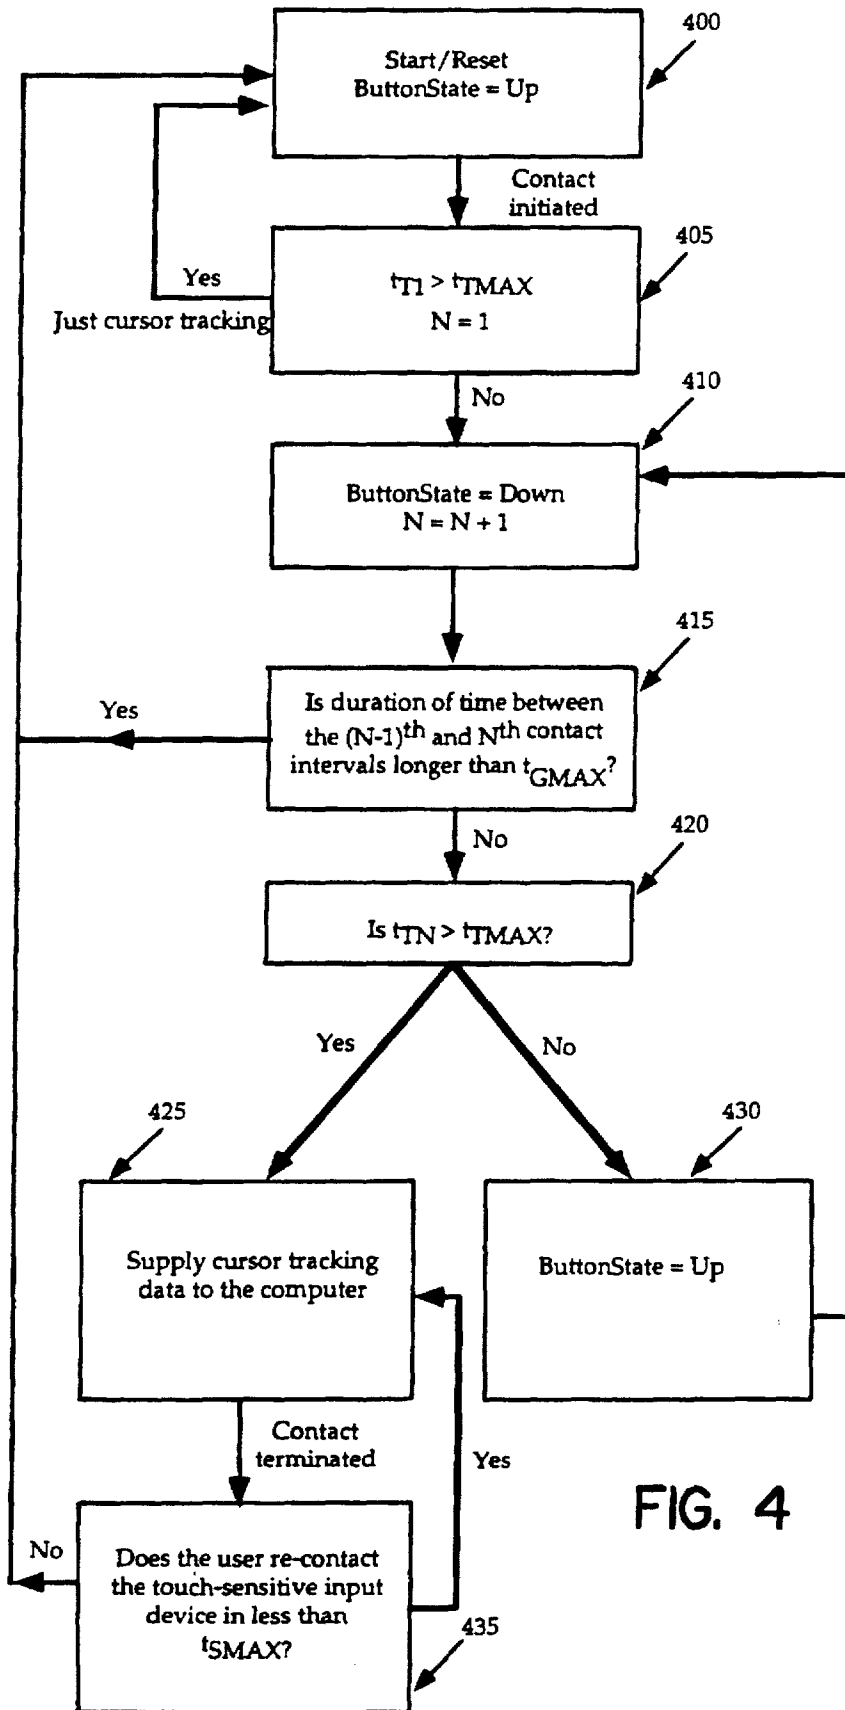 400
Start/Reset
ButtonState = Up
Contact
initiated
405
Yes
tT1 > tTMAX
Just cursor tracking
N = 1
410
No
ButtonState = Down
N = N + 1
415
Yes
Is duration of time between
the (N-1)th and Nth contact
intervals longer than tGMAX?
No
420
Is tTN > tTMAX?
Yes
No
425
430
Supply cursor tracking
data to the computer
ButtonState = Up
Contact
terminated
Yes
FIG. 4
No
Does the user re-contact
the touch-sensitive input
device in less than
tSMAX?
435